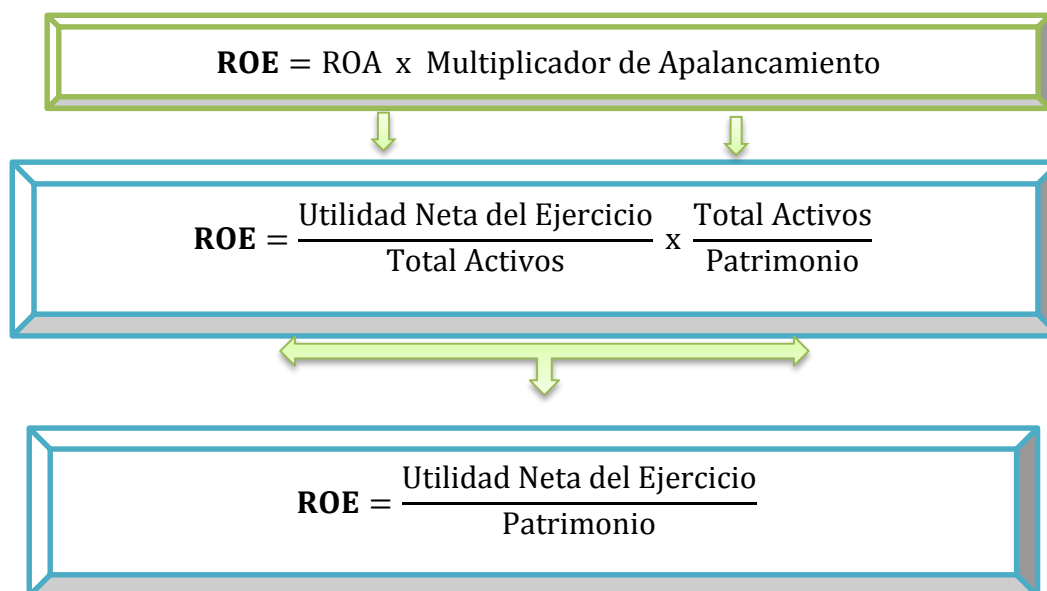 ROE = ROA x Multiplicador de Apalancamiento
ROE = Utilidad Neta del Ejercicio / Total Activos x Total Activos / Patrimonio
ROE = Utilidad Neta del Ejercicio / Patrimonio